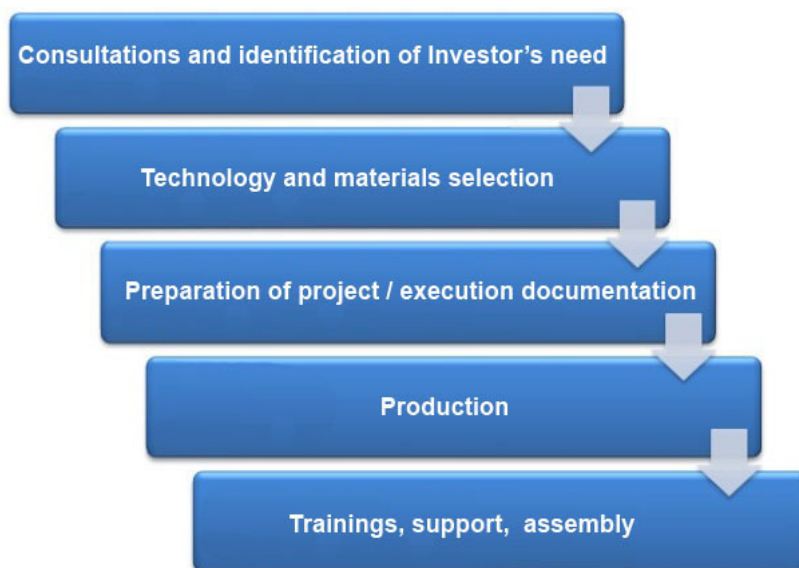 Consultations and identification of Investor’s need
Technology and materials selection
Preparation of project / execution documentation
Production
Trainings, support,  assembly